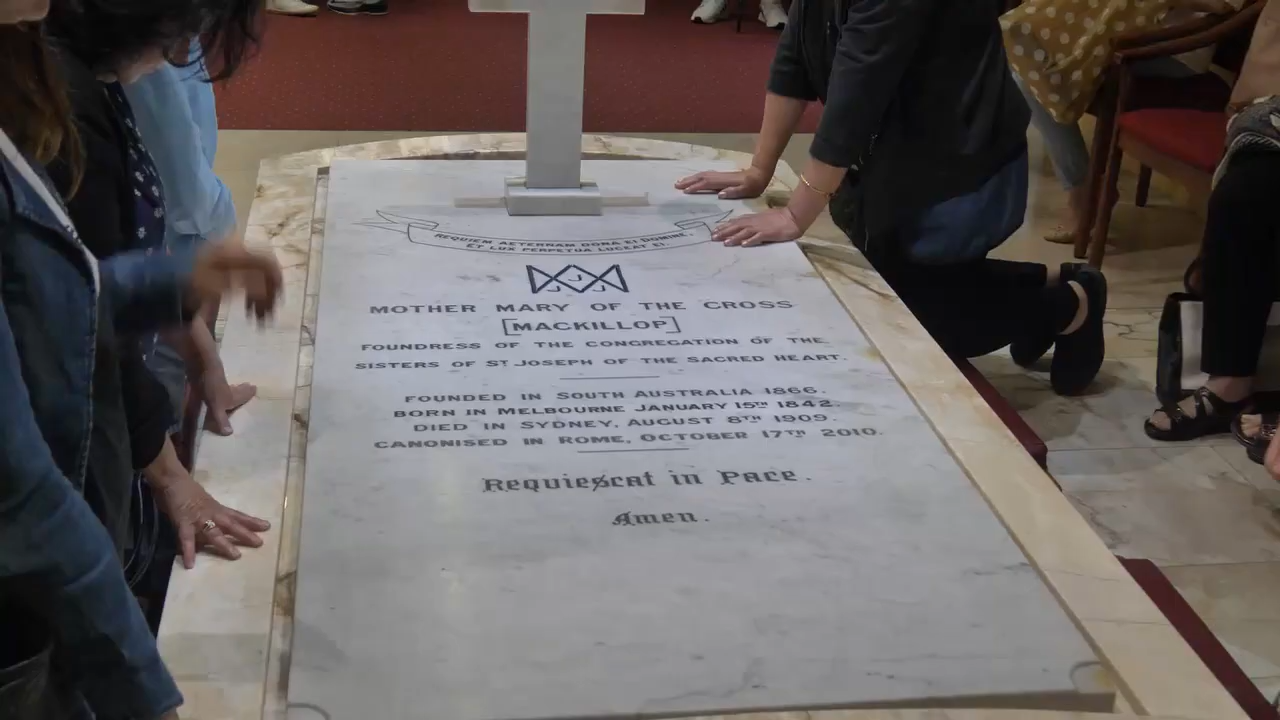 REQUIEM AETERNAM DONA EI DOMINE,
ET LUX PERPETUA LUCEAT EI.
J J A
MOTHER MARY OF THE CROSS
[MACKILLOP]
FOUNDRESS OF THE CONGREGATION OF THE
SISTERS OF ST JOSEPH OF THE SACRED HEART.
FOUNDED IN SOUTH AUSTRALIA 1866.
BORN IN MELBOURNE JANUARY 15TH 1842.
DIED IN SYDNEY, AUGUST 8TH 1909.
CANONISED IN ROME, OCTOBER 17TH 2010.
Requiescat in Pace.
Amen.